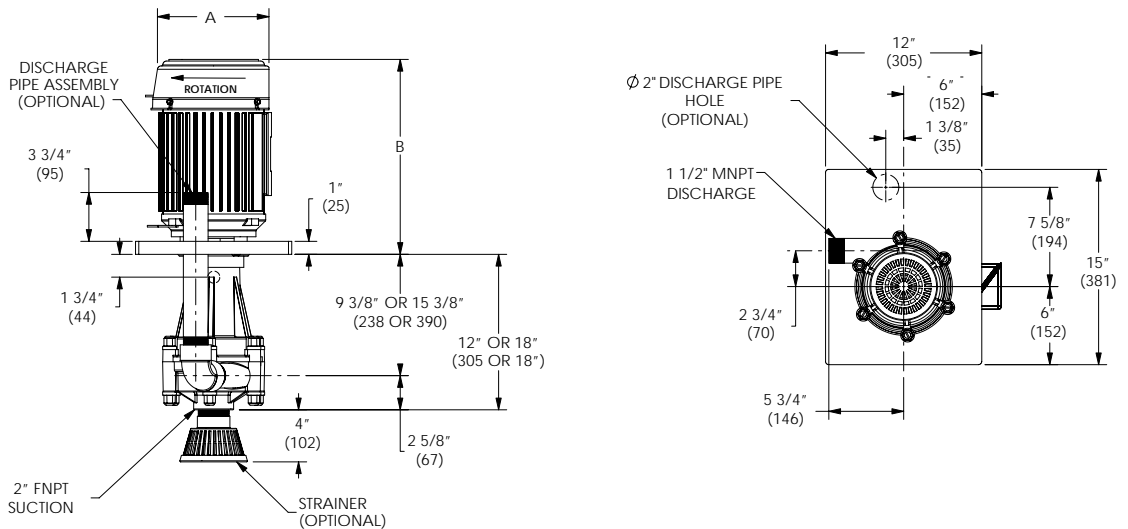 A
DISCHARGE
PIPE ASSEMBLY
(OPTIONAL)
ROTATION
3 3/4"
(95)
B
1"
(25)
1 3/4"
(44)
9 3/8" OR 15 3/8"
(238 OR 390)
12" OR 18"
(305 OR 18")
4"
(102)
2 5/8"
(67)
2" FNPT
SUCTION
STRAINER
(OPTIONAL)
12"
(305)
6"
(152)
Ø 2" DISCHARGE PIPE
HOLE
(OPTIONAL)
1 3/8"
(35)
1 1/2" MNPT
DISCHARGE
7 5/8"
(194)
15"
(381)
2 3/4"
(70)
6"
(152)
5 3/4"
(146)